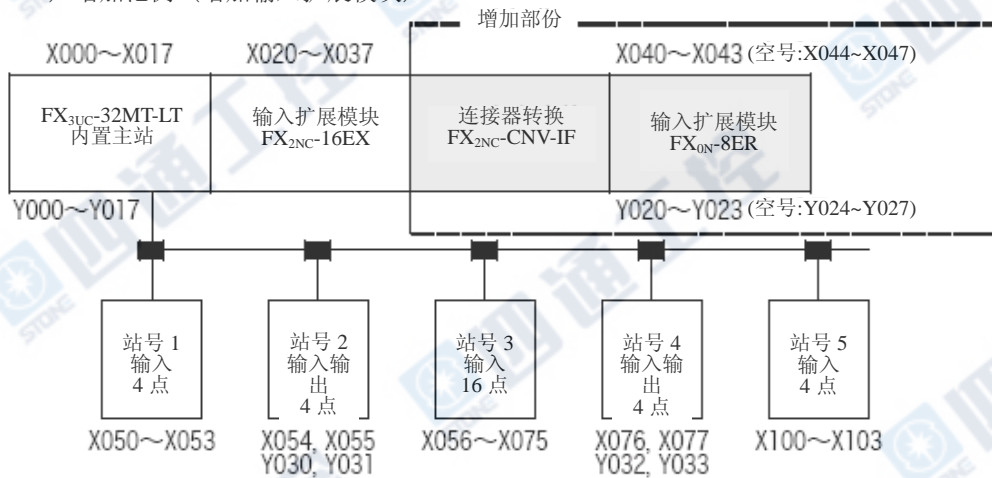 增加部份
X000～X017
X020～X037
X040～X043 (空号:X044~X047)
FX3UC-32MT-LT
内置主站
输入扩展模块
FX2NC-16EX
连接器转换
FX2NC-CNV-IF
输入扩展模块
FX0N-8ER
Y000～Y017
Y020～Y023 (空号:Y024~Y027)
站号 1
输入
4 点
站号 2
输入输
出
4 点
站号 3
输入
16 点
站号 4
输入输
出
4 点
站号 5
输入
4 点
X050～X053
X054, X055
Y030, Y031
X056～X075
X076, X077
Y032, Y033
X100～X103
四通工控
STONE